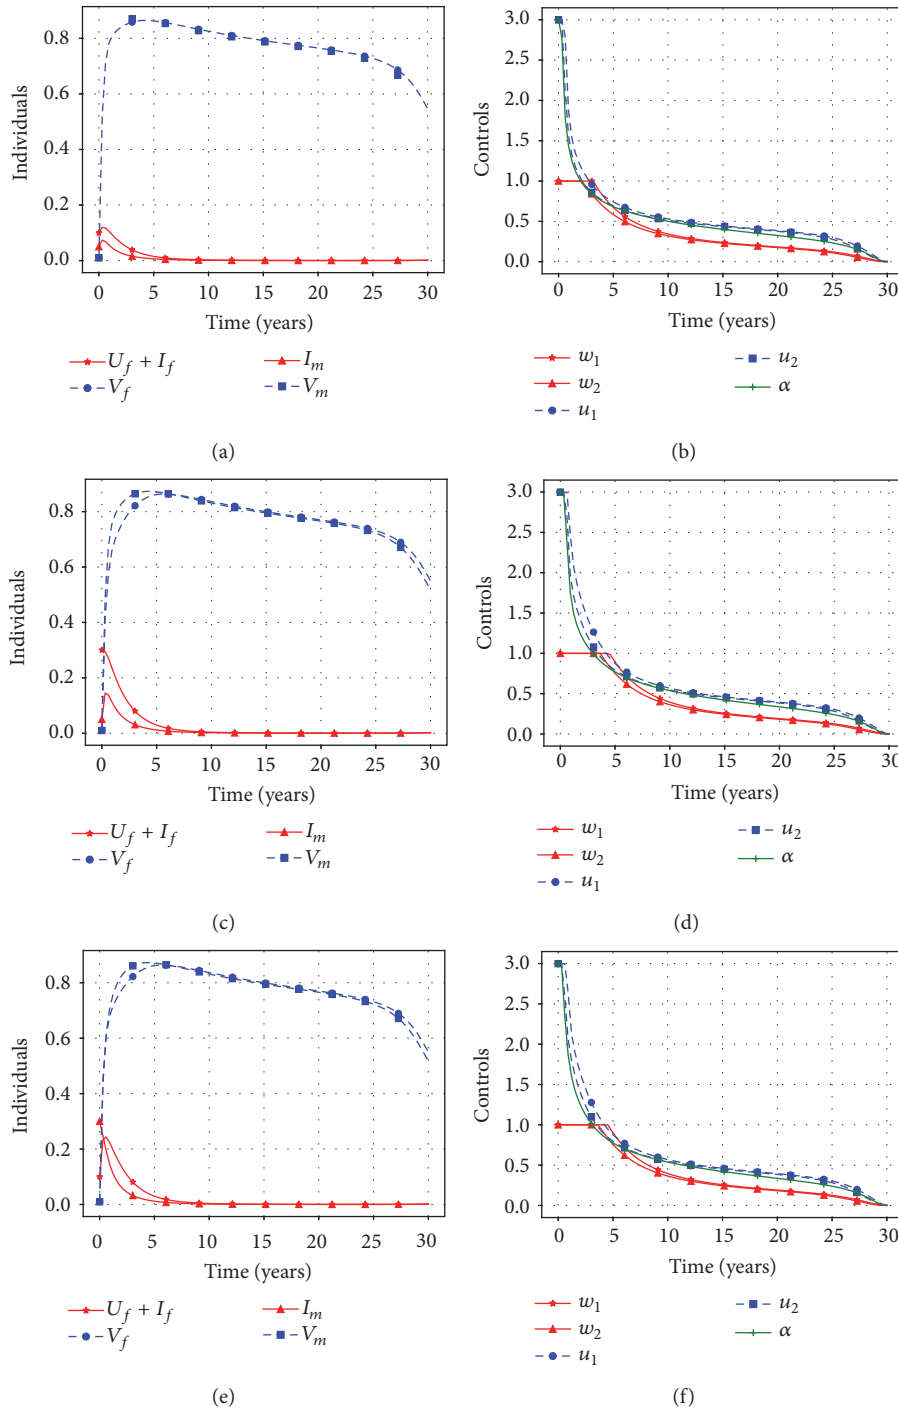 0.8
0.6
0.4
0.2
0.0
Individuals
0 5 10 15 20 25 30
Time (years)
U_f + I_f
I_m
V_f
V_m
(a)
3.0
2.5
2.0
1.5
1.0
0.5
0.0
Controls
0 5 10 15 20 25 30
Time (years)
w_1
u_2
w_2
α
u_1
(b)
0.8
0.6
0.4
0.2
0.0
Individuals
0 5 10 15 20 25 30
Time (years)
U_f + I_f
I_m
V_f
V_m
(c)
3.0
2.5
2.0
1.5
1.0
0.5
0.0
Controls
0 5 10 15 20 25 30
Time (years)
w_1
u_2
w_2
α
u_1
(d)
0.8
0.6
0.4
0.2
0.0
Individuals
0 5 10 15 20 25 30
Time (years)
U_f + I_f
I_m
V_f
V_m
(e)
3.0
2.5
2.0
1.5
1.0
0.5
0.0
Controls
0 5 10 15 20 25 30
Time (years)
w_1
u_2
w_2
α
u_1
(f)